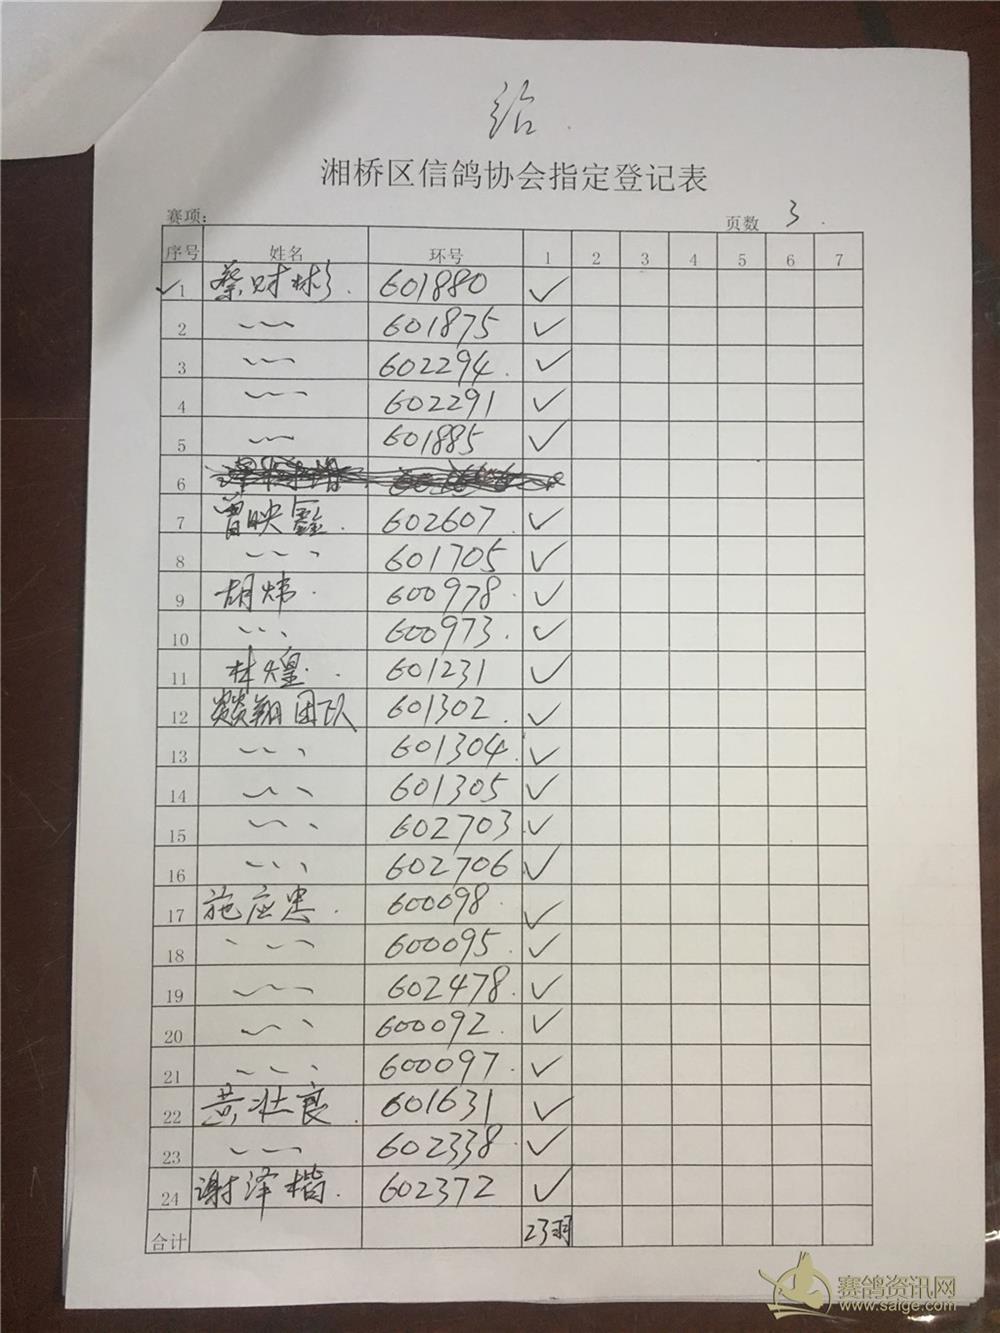 给
湘桥区信鸽协会指定登记表
赛项: 页数 3
序号 姓名 环号 1 2 3 4 5 6 7
✓1 蔡财彬 601880 ✓
2 〃 601875 ✓
3 〃 602294 ✓
4 〃 602291 ✓
5 〃 601885 ✓
6
7 曾映鑫 602607 ✓
8 〃 601705 ✓
9 胡炜 600978 ✓
10 〃 600973 ✓
11 林煌 601231 ✓
12 燚翔团队 601302 ✓
13 〃 601304 ✓
14 〃 601305 ✓
15 〃 602703 ✓
16 〃 602706 ✓
17 施应 600098 ✓
18 〃 600095 ✓
19 〃 602478 ✓
20 〃 600092 ✓
21 〃 600097 ✓
22 黄壮良 601631 ✓
23 〃 602338 ✓
24 谢泽楷 602372 ✓
合计 23羽
赛鸽资讯网
www.saige.com